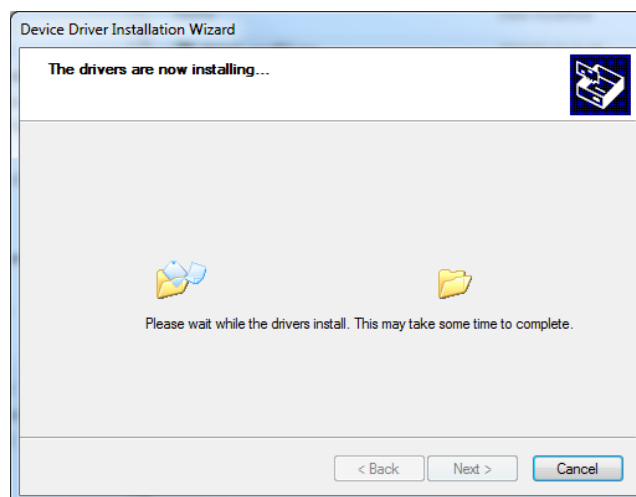 Device Driver Installation Wizard
The drivers are now installing...
Please wait while the drivers install. This may take some time to complete.
< Back
Next >
Cancel